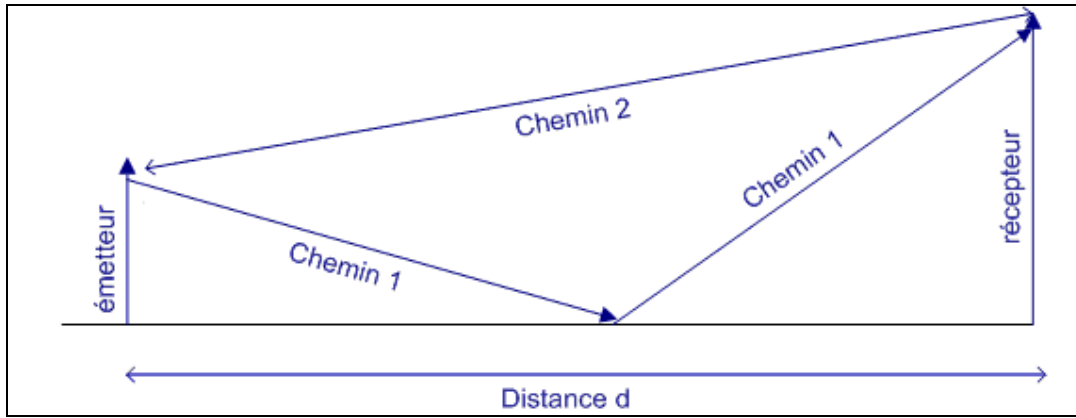 Chemin 2
Chemin 1
récepteur
émetteur
Chemin 1
Distance d